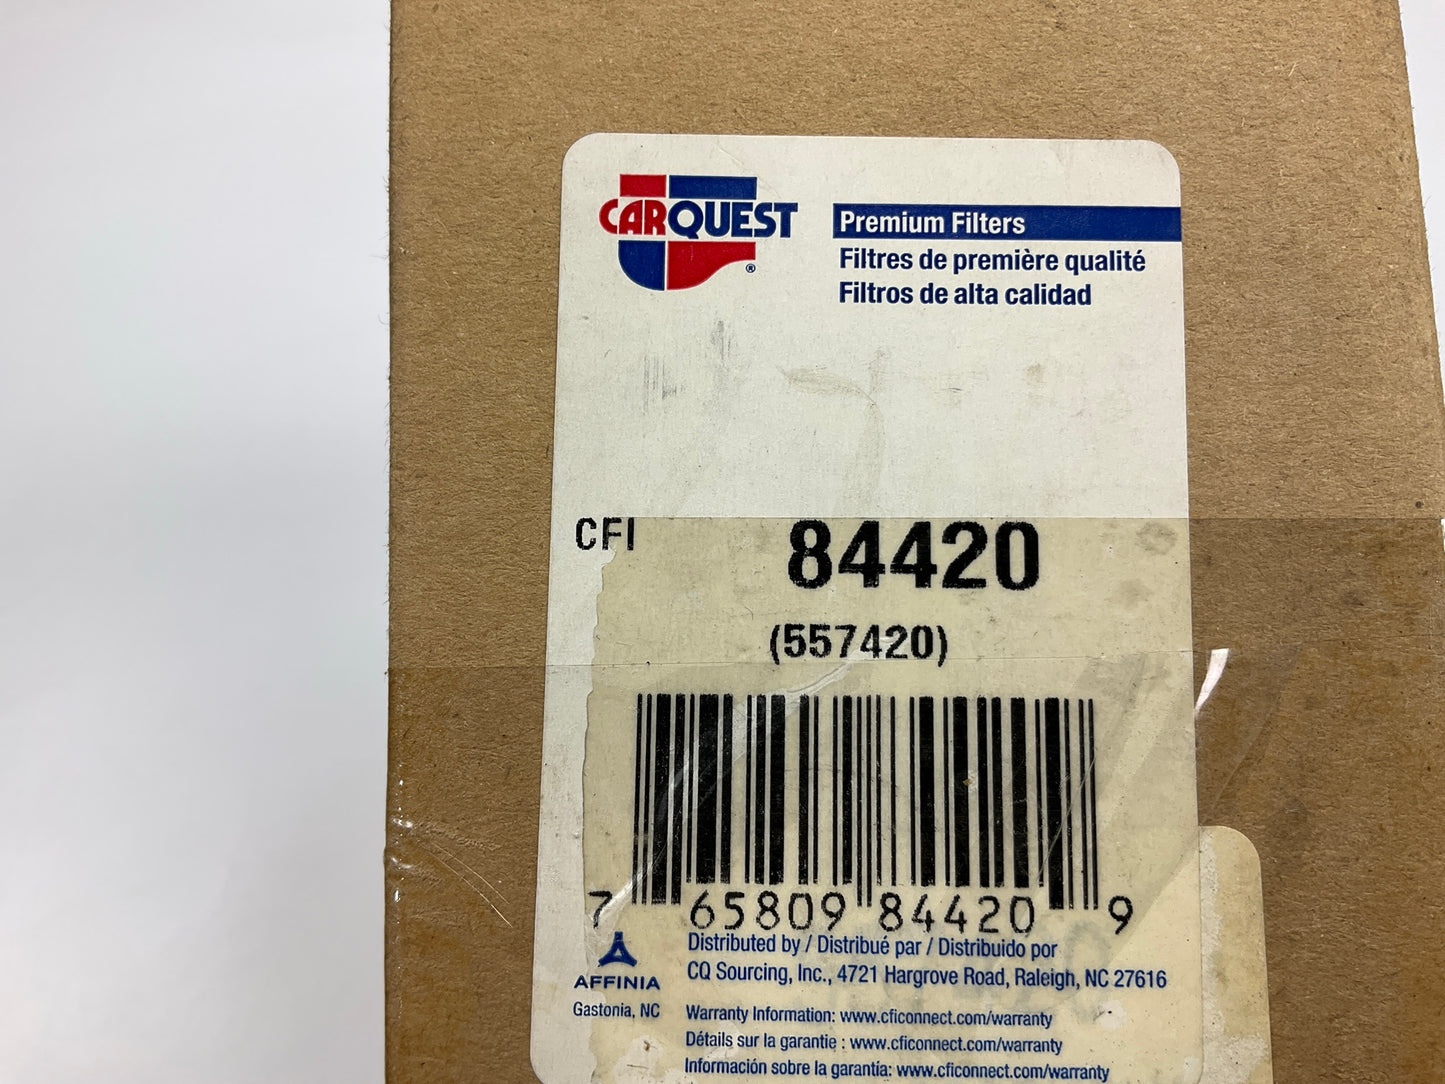 CARQUEST®
Premium Filters
Filtres de première qualité
Filtros de alta calidad
CFI 84420
(557420)
7 65809 84420 9
Distributed by / Distribué par / Distribuido por
CQ Sourcing, Inc., 4721 Hargrove Road, Raleigh, NC 27616
AFFINIA
Gastonia, NC
Warranty Information: www.cficonnect.com/warranty
Détails sur la garantie : www.cficonnect.com/warranty
Información sobre la garantía: www.cficonnect.com/warranty